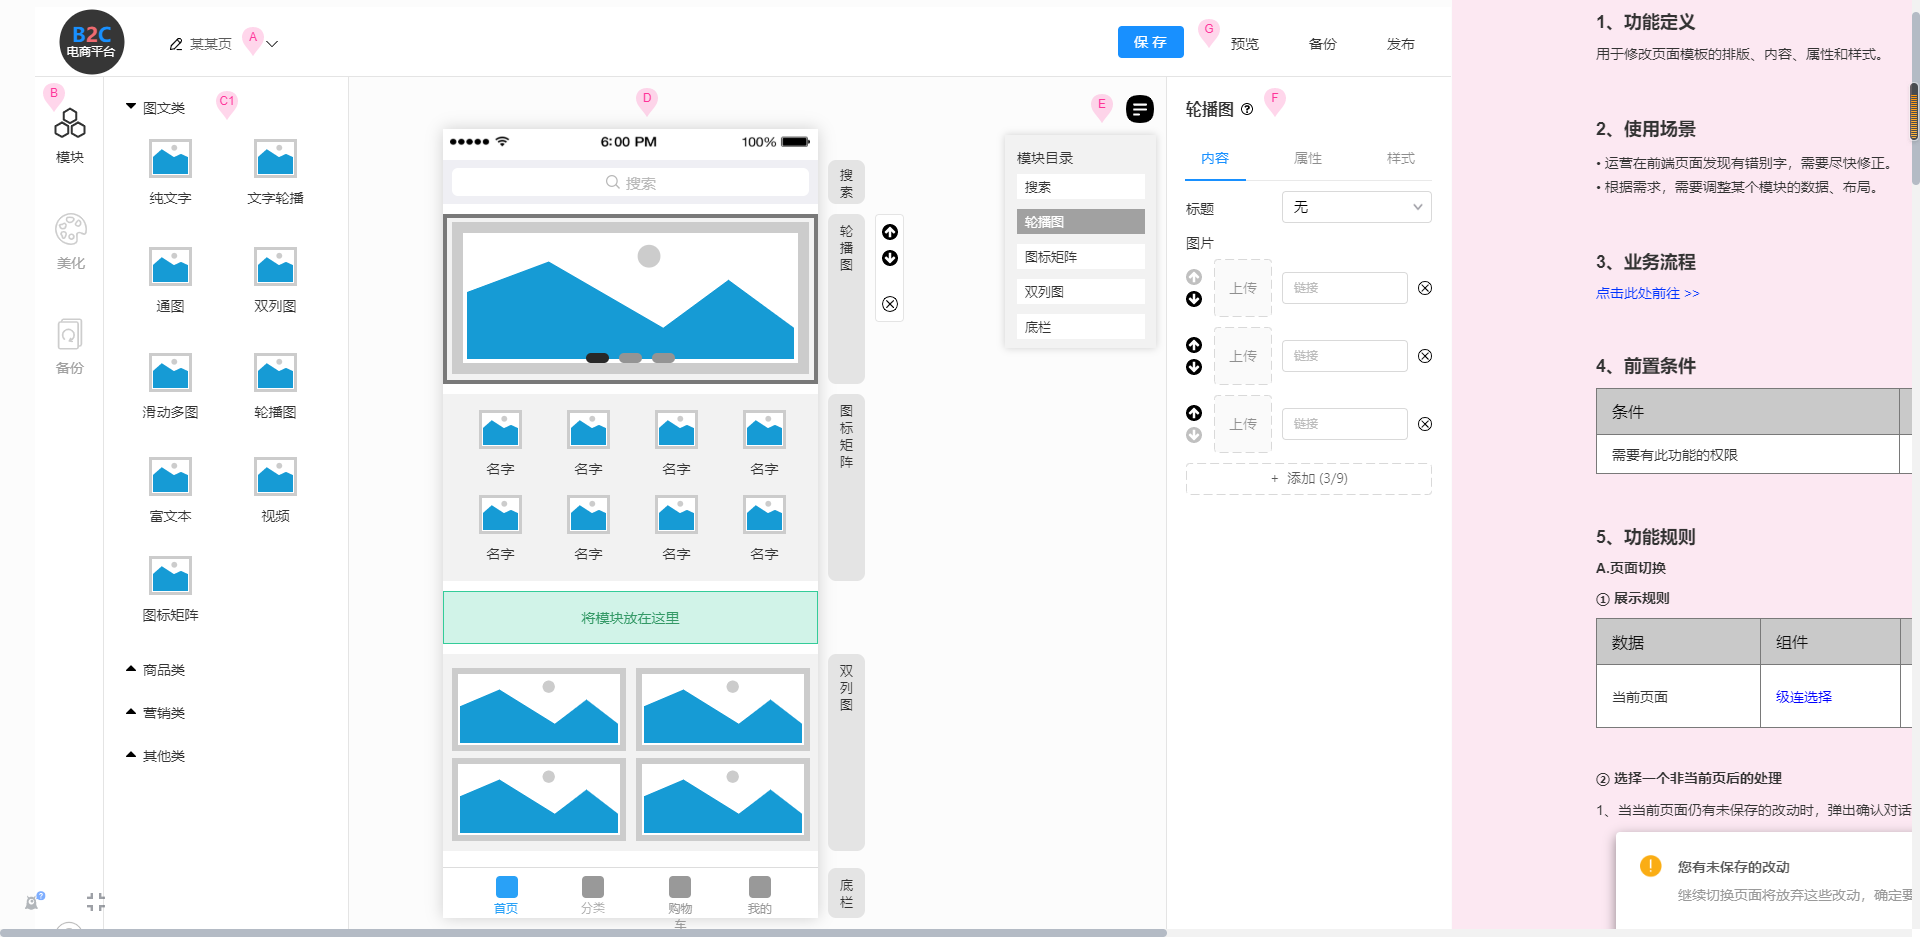 B2C
电商平台
某某页
A
保 存
G
预览
备份
发布
B
模块
美化
备份
图文类
C1
纯文字
文字轮播
通图
双列图
滑动多图
轮播图
富文本
视频
图标矩阵
商品类
营销类
其他类
D
6:00 PM
100%
搜索
名字
名字
名字
名字
名字
名字
名字
名字
将模块放在这里
首页
分类
购物
车
我的
搜
索
轮
播
图
图
标
矩
阵
双
列
图
底
栏
E
模块目录
搜索
轮播图
图标矩阵
双列图
底栏
轮播图
F
内容
属性
样式
标题
无
图片
上传
链接
上传
链接
上传
链接
+ 添加 (3/9)
1、功能定义
用于修改页面模板的排版、内容、属性和样式。
2、使用场景
• 运营在前端页面发现有错别字，需要尽快修正。
• 根据需求，需要调整某个模块的数据、布局。
3、业务流程
点击此处前往 >>
4、前置条件
条件
需要有此功能的权限
5、功能规则
A.页面切换
① 展示规则
数据
组件
当前页面
级连选择
② 选择一个非当前页后的处理
1、当当前页面仍有未保存的改动时，弹出确认对话
您有未保存的改动
继续切换页面将放弃这些改动，确定要